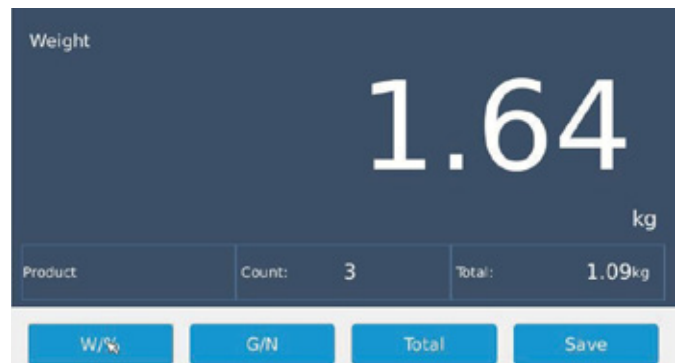 Weight
1.64
kg
Product Count: 3 Total: 1.09kg
W/% G/N Total Save